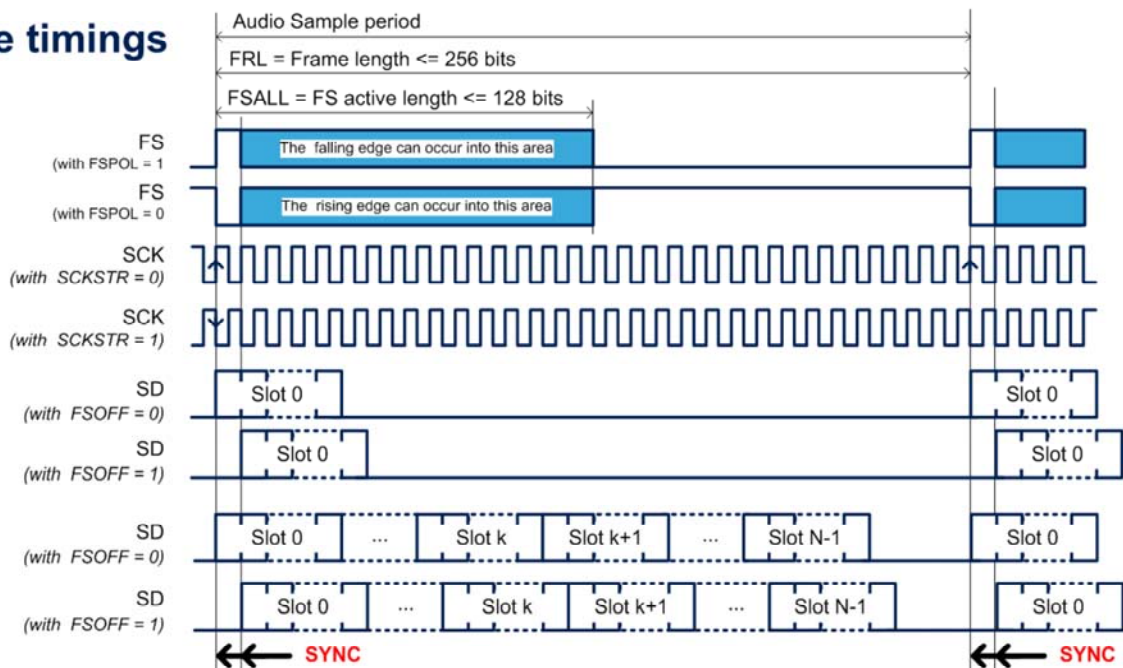 e timings
Audio Sample period
FRL = Frame length <= 256 bits
FSALL = FS active length <= 128 bits
FS
(with FSPOL = 1
The falling edge can occur into this area
FS
(with FSPOL = 0
The rising edge can occur into this area
SCK
(with SCKSTR = 0)
SCK
(with SCKSTR = 1)
SD
(with FSOFF = 0)
Slot 0
Slot 0
SD
(with FSOFF = 1)
Slot 0
Slot 0
SD
(with FSOFF = 0)
Slot 0 ... Slot k Slot k+1 ... Slot N-1 Slot 0
SD
(with FSOFF = 1)
Slot 0 ... Slot k Slot k+1 ... Slot N-1 Slot 0
SYNC
SYNC